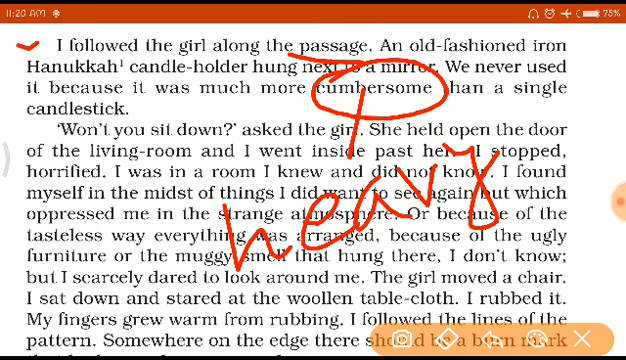 11:20 AM
75%
I followed the girl along the passage. An old-fashioned iron
Hanukkah¹ candle-holder hung next to a mirror. We never used
it because it was much more cumbersome than a single
candlestick.
'Won't you sit down?' asked the girl. She held open the door
of the living-room and I went inside past her. I stopped,
horrified. I was in a room I knew and did not know. I found
myself in the midst of things I did want to see again but which
oppressed me in the strange atmosphere. Or because of the
tasteless way everything was arranged, because of the ugly
furniture or the muggy smell that hung there, I don't know;
but I scarcely dared to look around me. The girl moved a chair.
I sat down and stared at the woollen table-cloth. I rubbed it.
My fingers grew warm from rubbing. I followed the lines of the
pattern. Somewhere on the edge there should be a burn mark
heavy